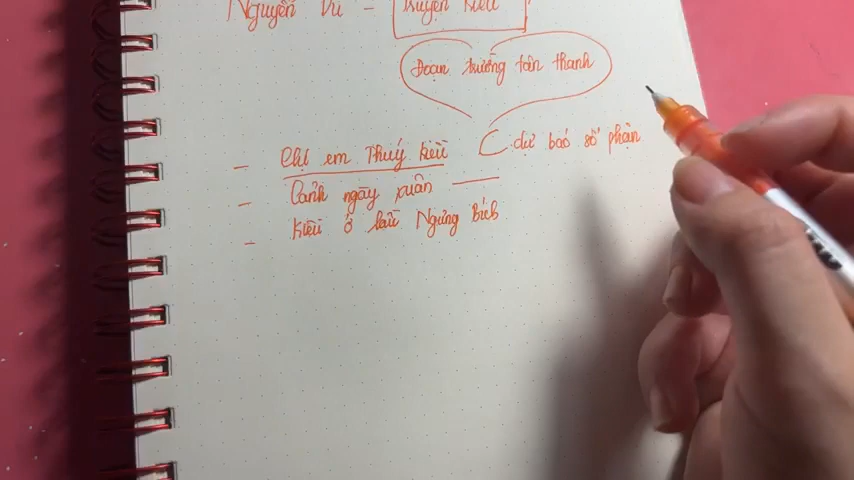 Nguyễn Du - Truyện Kiều
Đoạn trường tân thanh
- Chị em Thúy Kiều ( dự báo số phận
- Cảnh ngày xuân —
- Kiều ở lầu Ngưng Bích